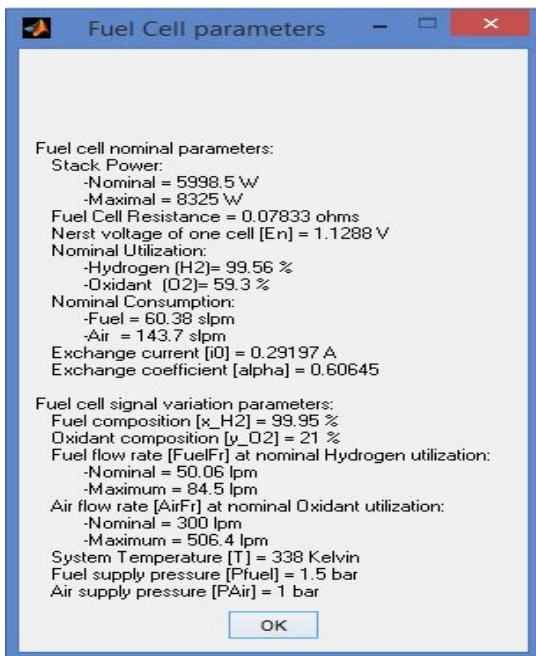 Fuel Cell parameters
Fuel cell nominal parameters:
Stack Power:
-Nominal = 5998.5 W
-Maximal = 8325 W
Fuel Cell Resistance = 0.07833 ohms
Nerst voltage of one cell [En] = 1.1288 V
Nominal Utilization:
-Hydrogen (H2)= 99.56 %
-Oxidant (O2)= 59.3 %
Nominal Consumption:
-Fuel = 60.38 slpm
-Air = 143.7 slpm
Exchange current [i0] = 0.29197 A
Exchange coefficient [alpha] = 0.60645
Fuel cell signal variation parameters:
Fuel composition [x_H2] = 99.95 %
Oxidant composition [y_O2] = 21 %
Fuel flow rate [FuelFr] at nominal Hydrogen utilization:
-Nominal = 50.06 lpm
-Maximum = 84.5 lpm
Air flow rate [AirFr] at nominal Oxidant utilization:
-Nominal = 300 lpm
-Maximum = 506.4 lpm
System Temperature [T] = 338 Kelvin
Fuel supply pressure [Pfuel] = 1.5 bar
Air supply pressure [PAir] = 1 bar
OK